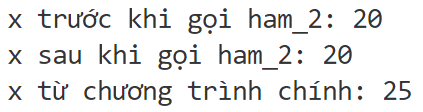 x trước khi gọi ham_2: 20
x sau khi gọi ham_2: 20
x từ chương trình chính: 25